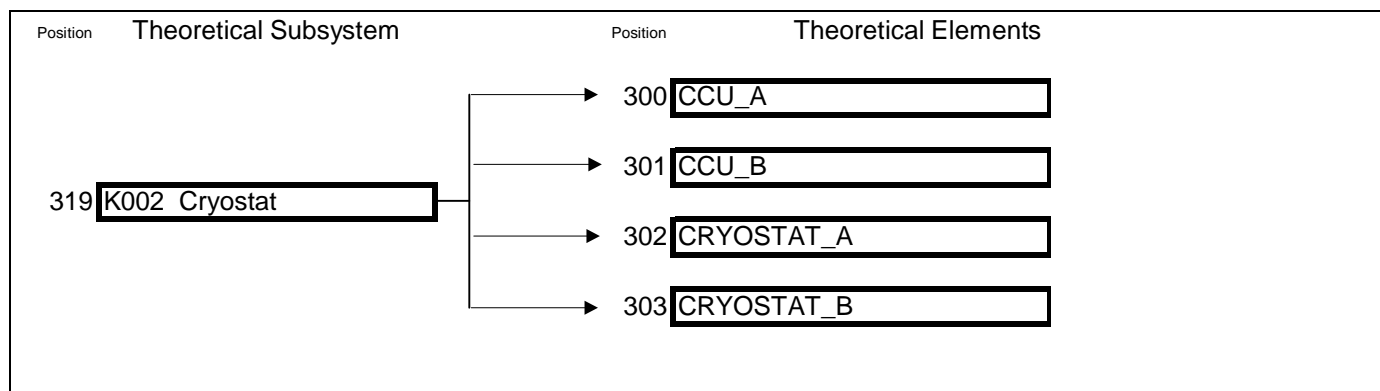 Position Theoretical Subsystem Position Theoretical Elements
300 CCU_A
301 CCU_B
319 K002 Cryostat
302 CRYOSTAT_A
303 CRYOSTAT_B